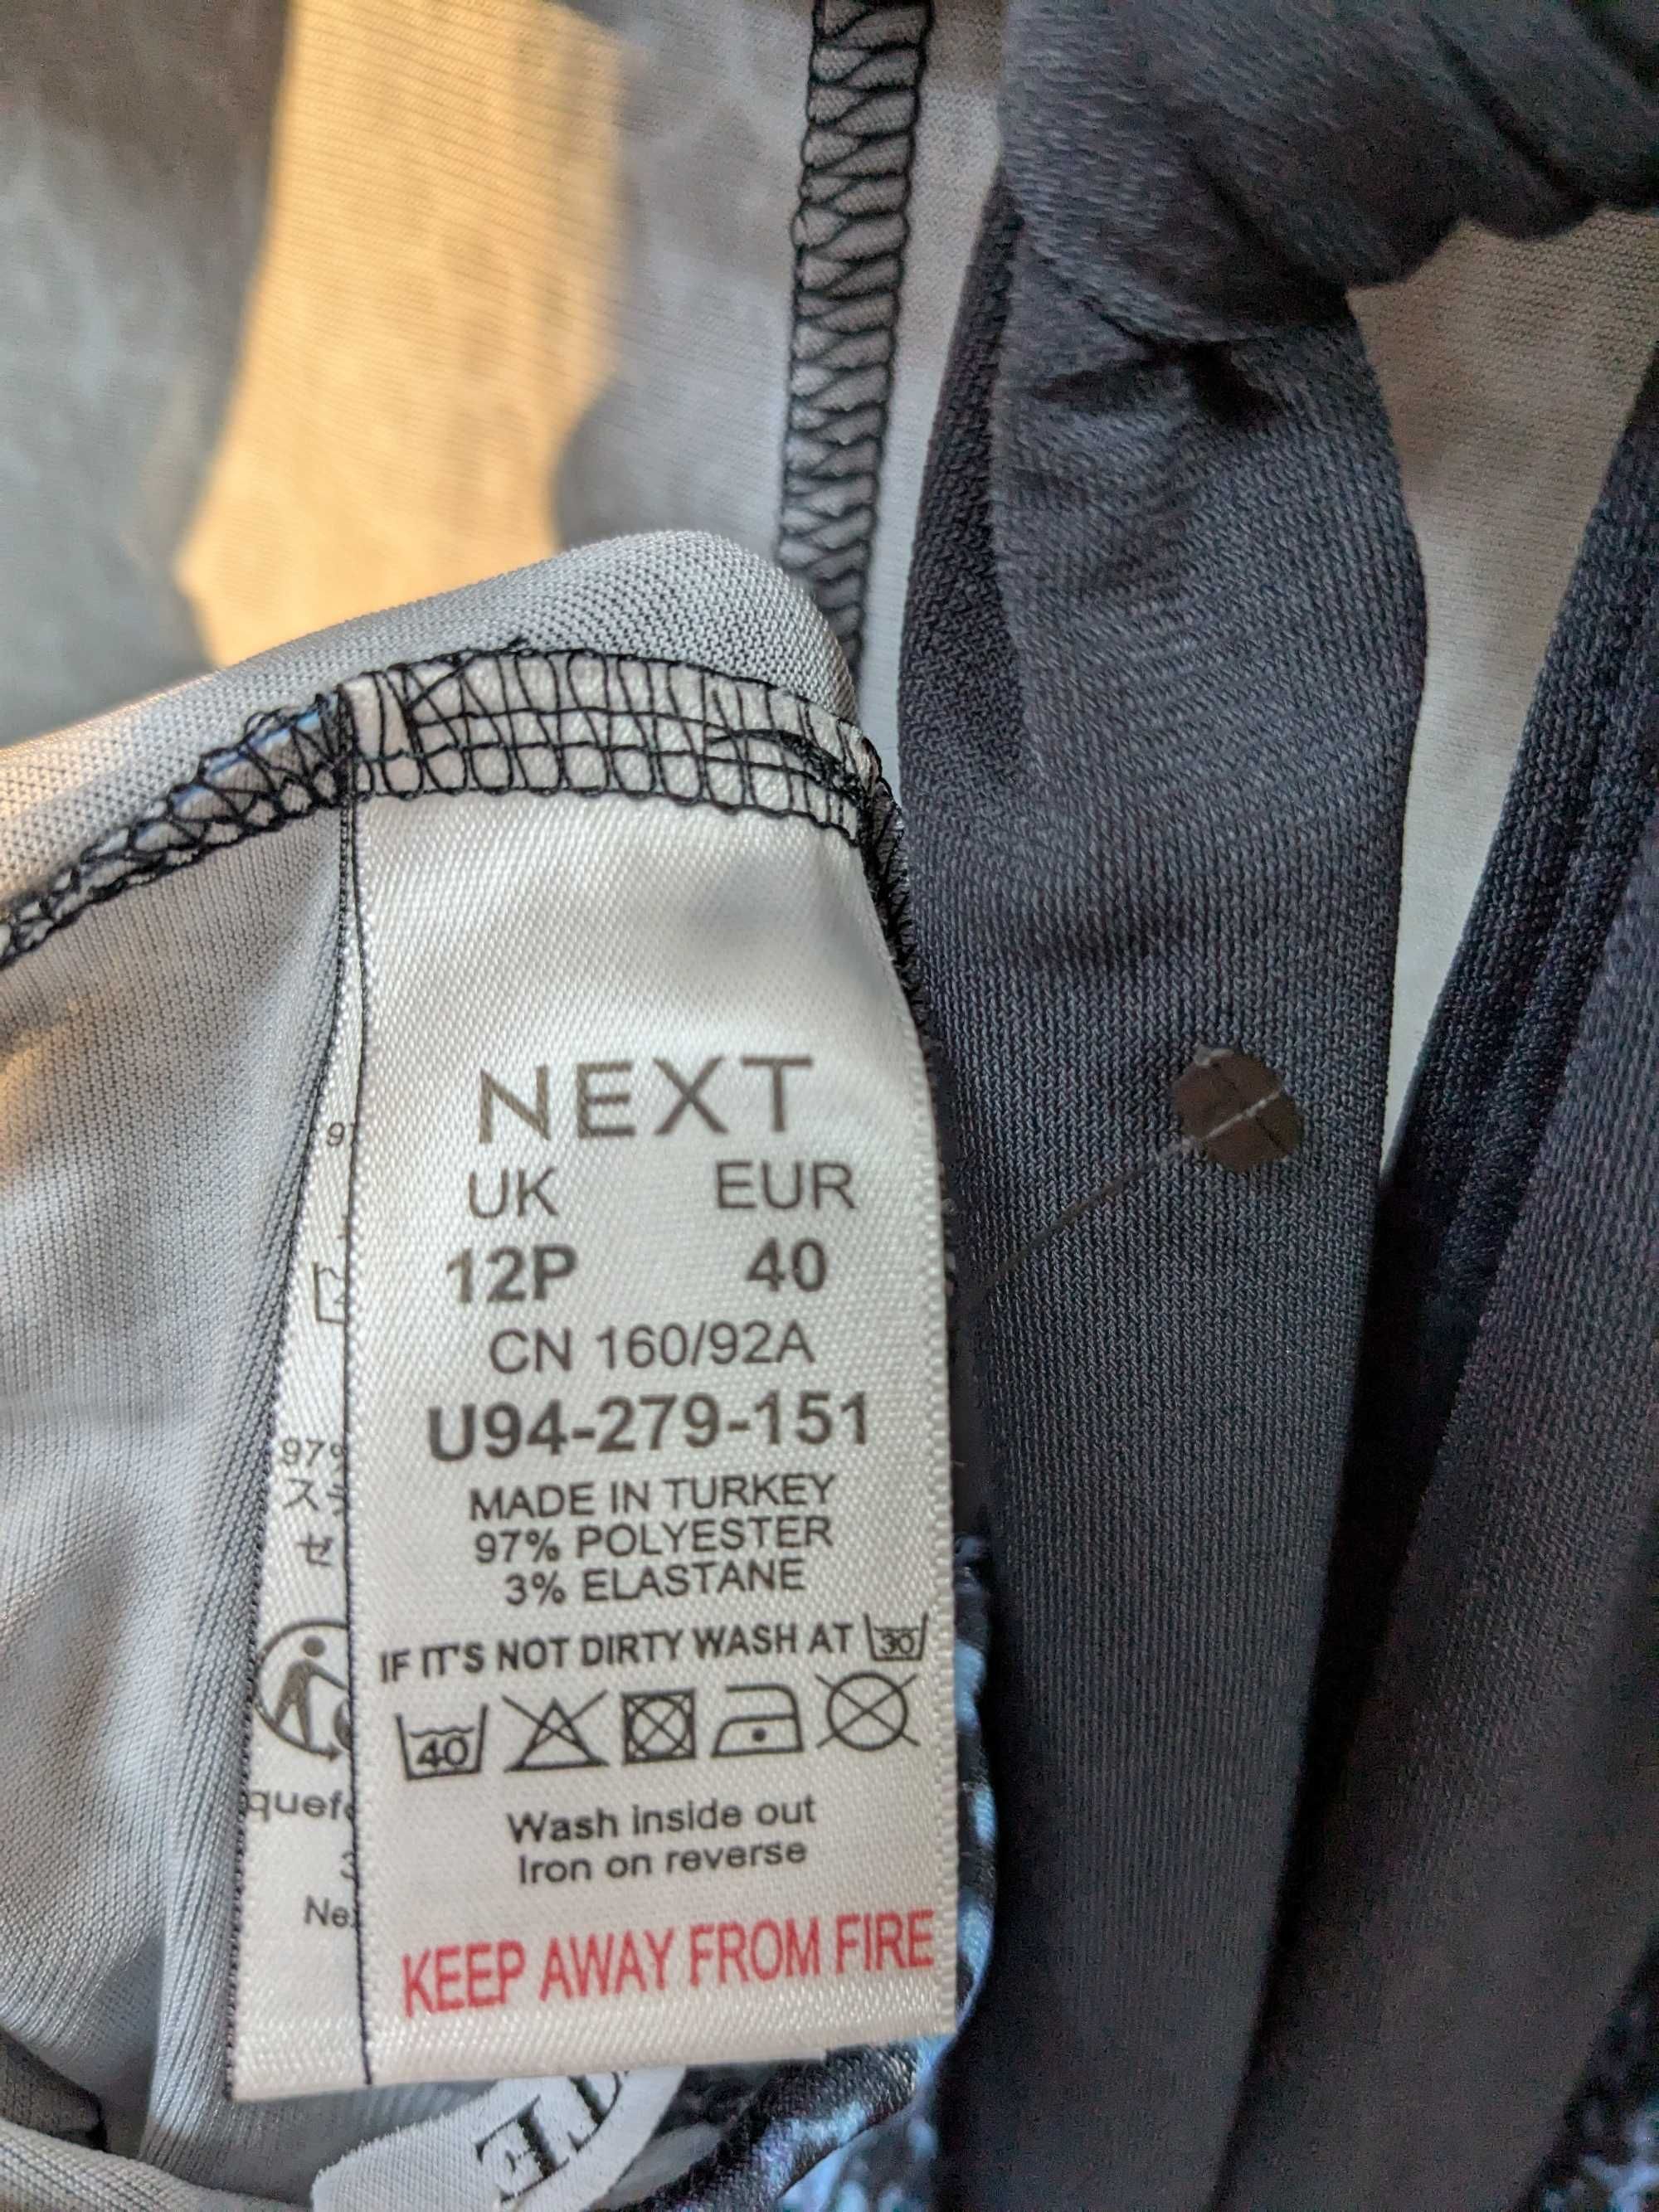 NEXT
UK EUR
12P 40
CN 160/92A
U94-279-151
MADE IN TURKEY
97% POLYESTER
3% ELASTANE
IF IT'S NOT DIRTY WASH AT 30
40
Wash inside out
Iron on reverse
KEEP AWAY FROM FIRE